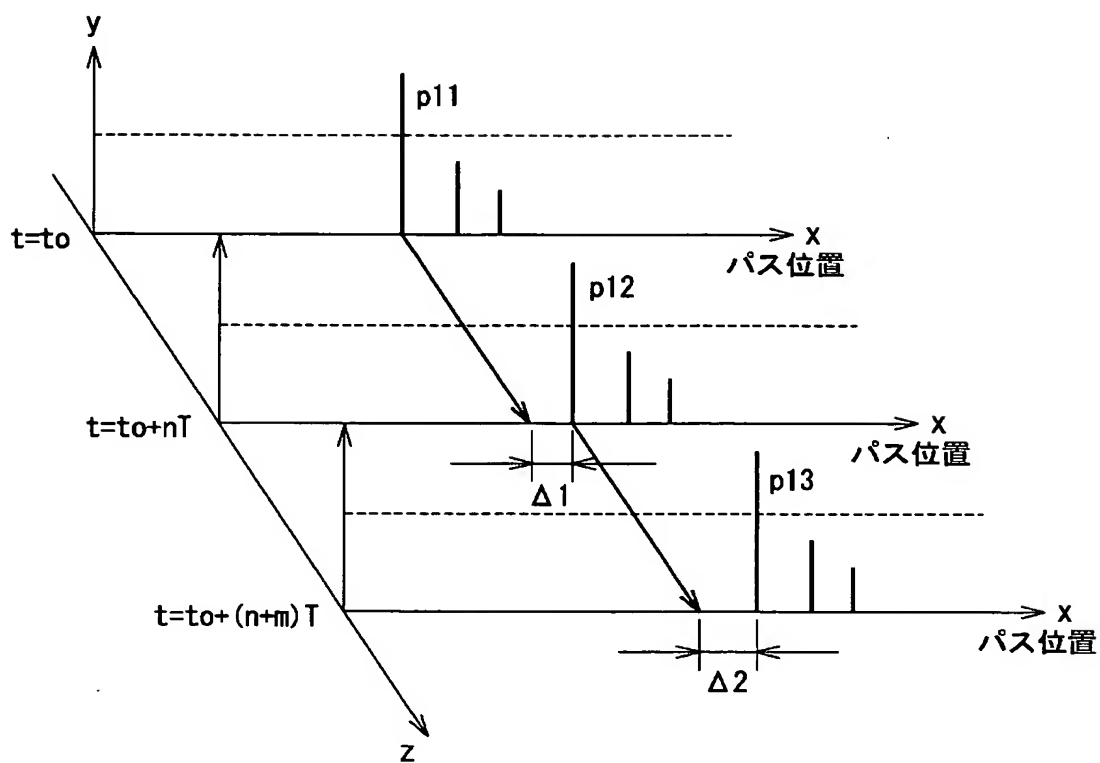 y
p11
t=to
x
パス位置
p12
t=to+nT
x
パス位置
Δ1
p13
t=to+(n+m)T
x
パス位置
Δ2
z